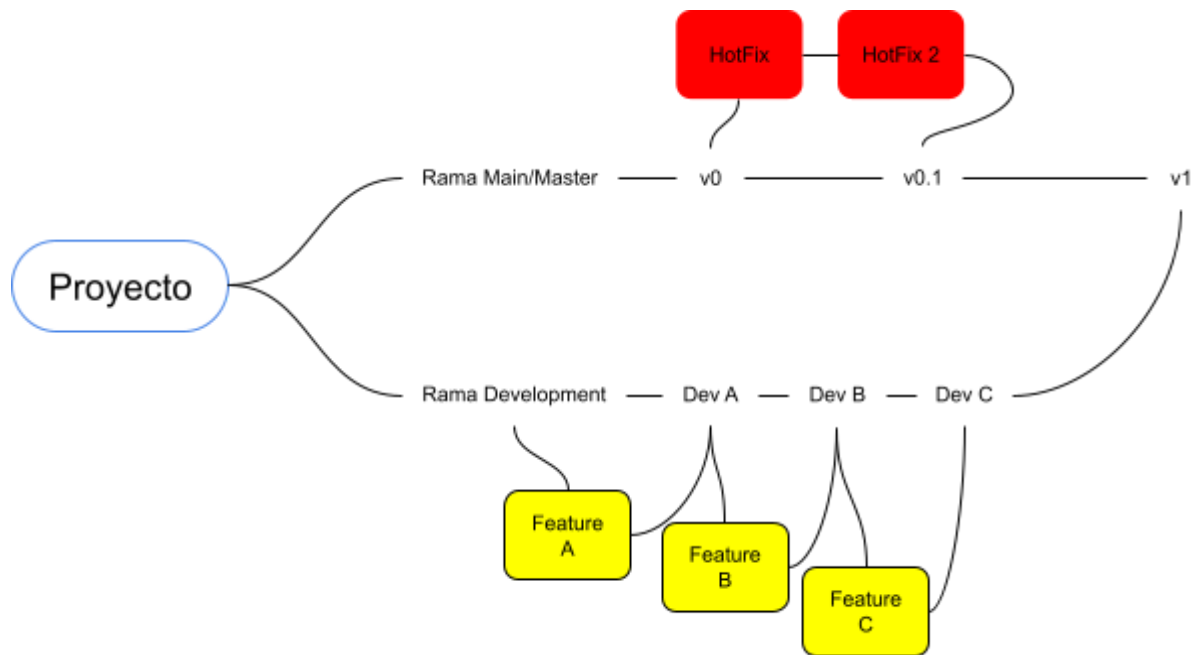 HotFix
HotFix 2
Rama Main/Master
v0
v0.1
v1
Proyecto
Rama Development
Dev A
Dev B
Dev C
Feature
A
Feature
B
Feature
C